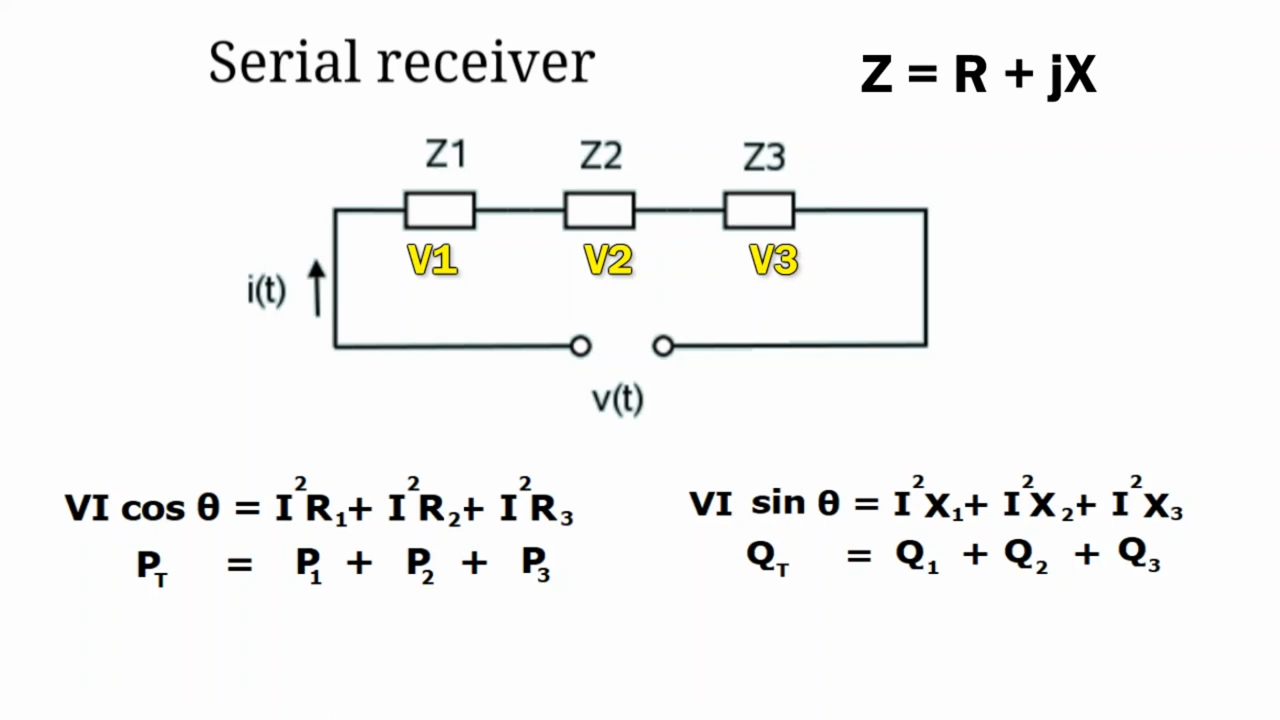 Serial receiver
Z = R + jX
Z1 Z2 Z3
V1 V2 V3
i(t)
v(t)
VI cos θ = I²R₁+ I²R₂+ I²R₃
P_T = P₁ + P₂ + P₃
VI sin θ = I²X₁+ I²X₂+ I²X₃
Q_T = Q₁ + Q₂ + Q₃